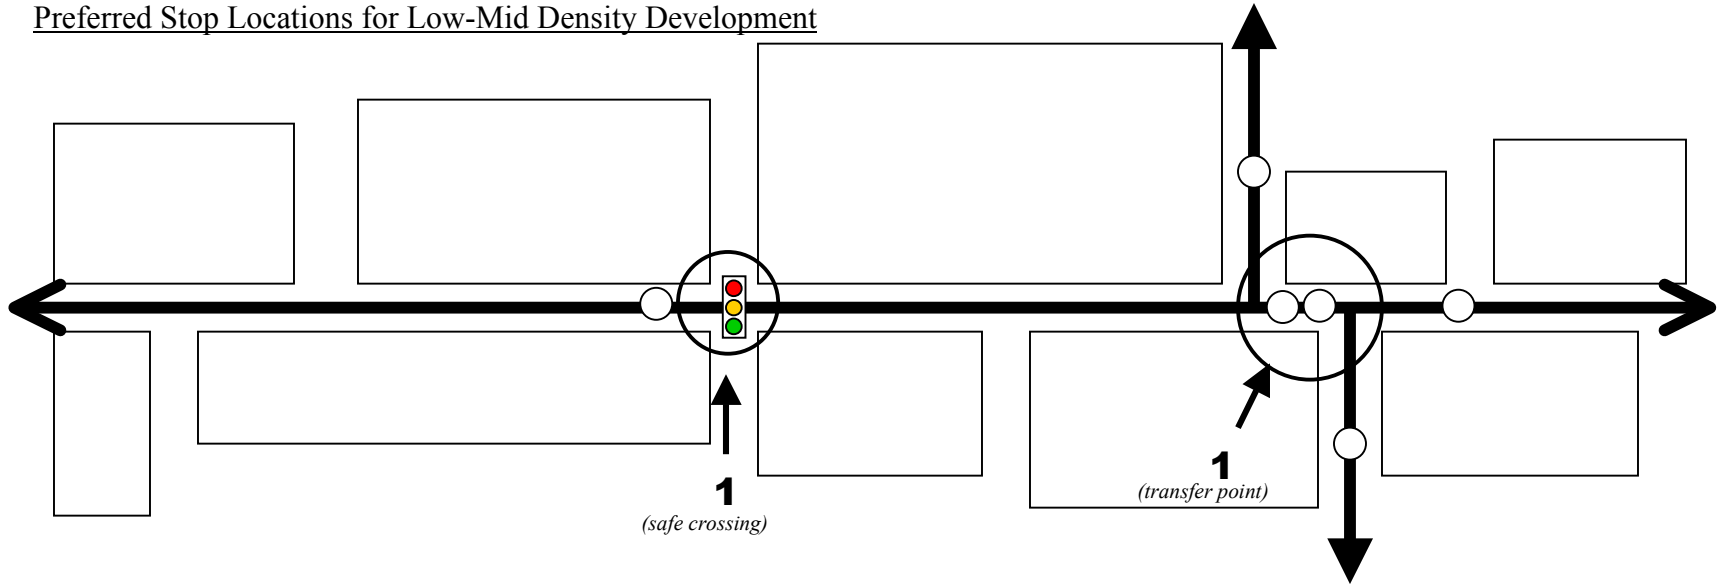 Preferred Stop Locations for Low-Mid Density Development
1
(transfer point)
1
(safe crossing)